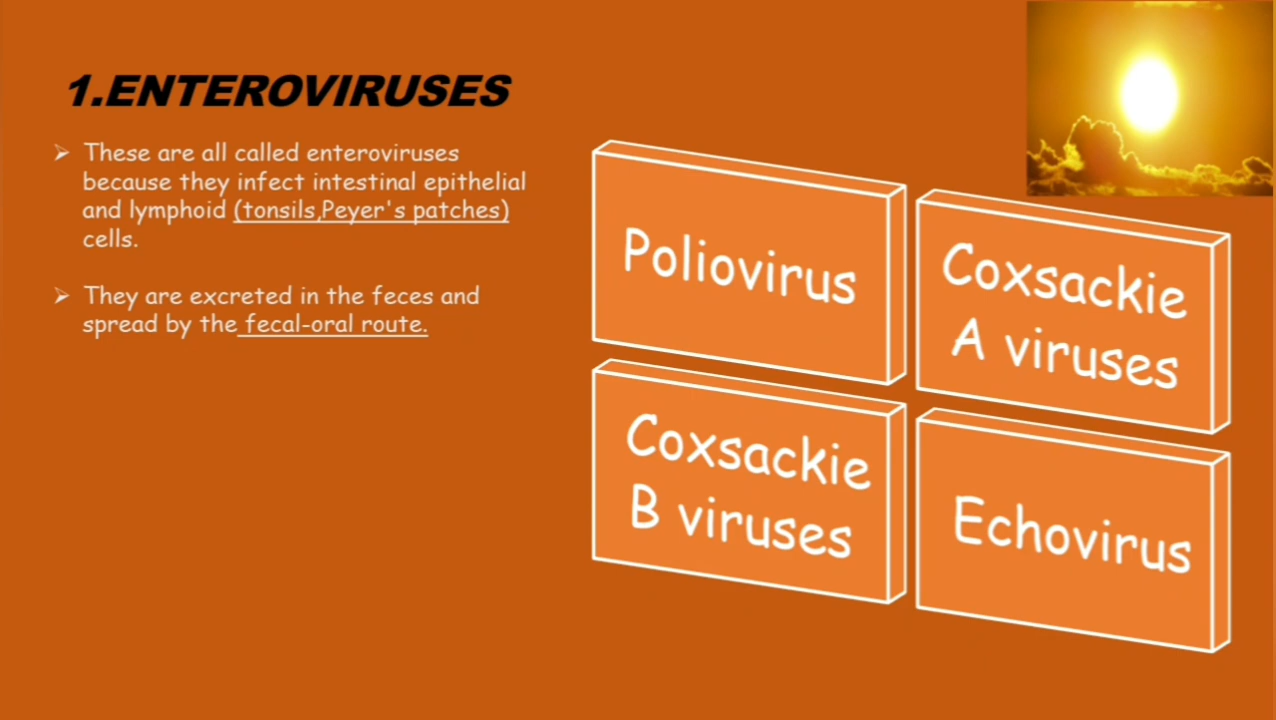 1.ENTEROVIRUSES
➢ These are all called enteroviruses
because they infect intestinal epithelial
and lymphoid (tonsils,Peyer's patches)
cells.
➢ They are excreted in the feces and
spread by the fecal-oral route.
Poliovirus
Coxsackie
A viruses
Coxsackie
B viruses
Echovirus